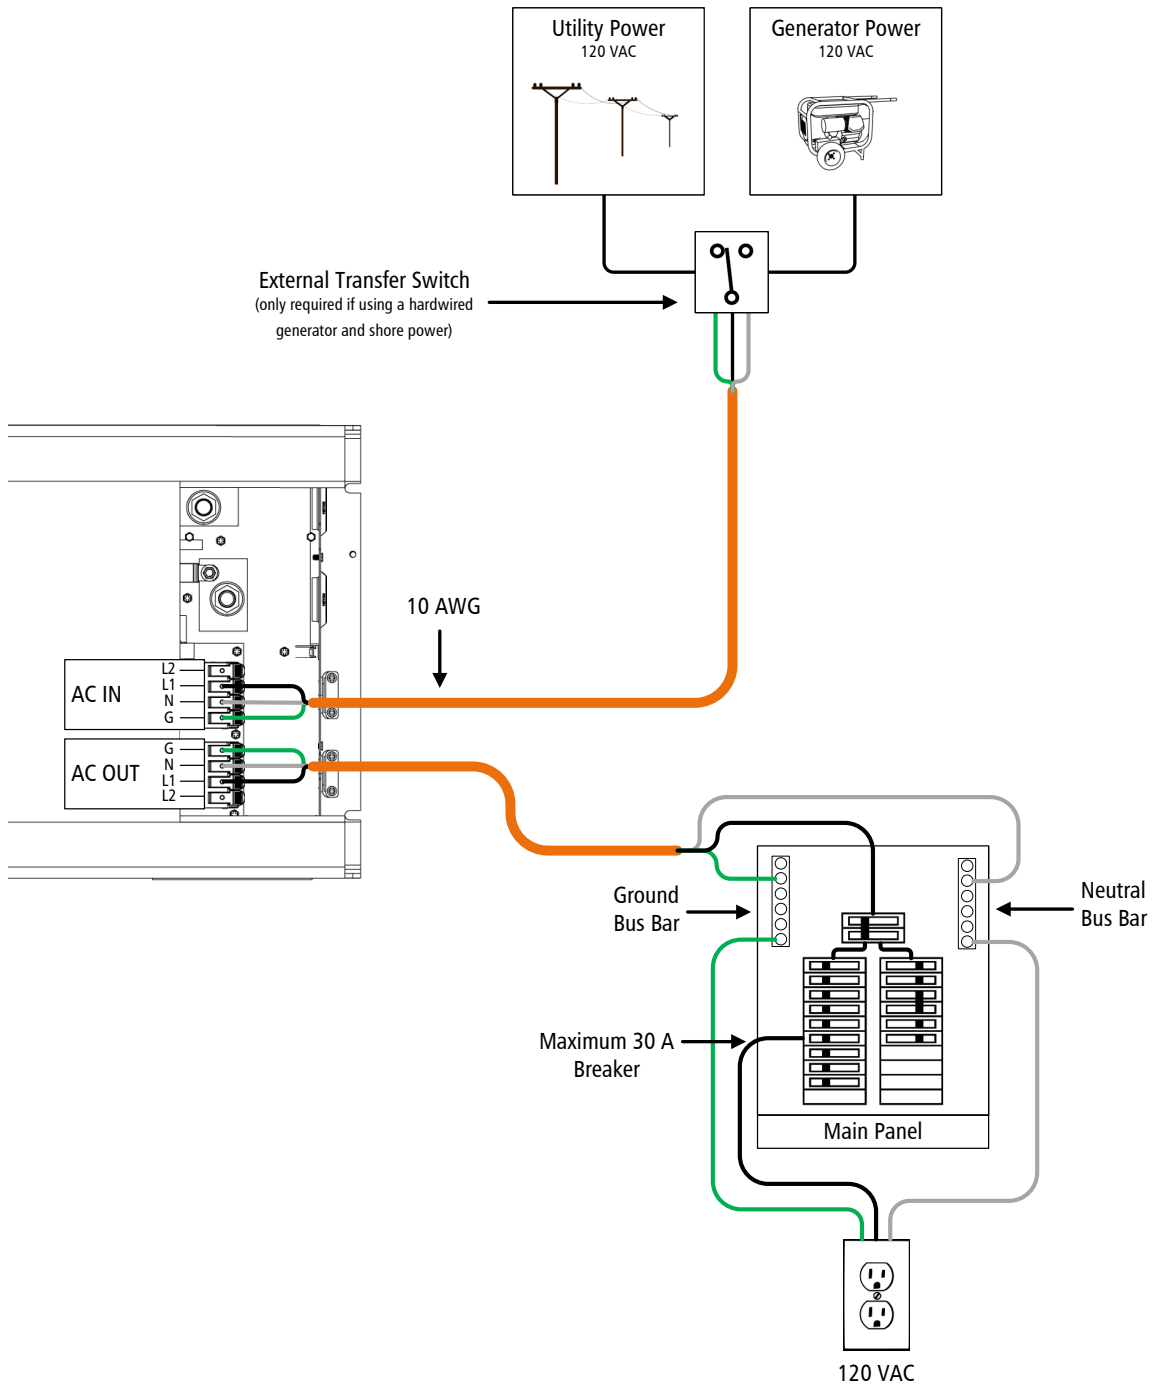 Utility Power
120 VAC
Generator Power
120 VAC
External Transfer Switch
(only required if using a hardwired
generator and shore power)
10 AWG
AC IN
L2
L1
N
G
AC OUT
G
N
L1
L2
Ground
Bus Bar
Neutral
Bus Bar
Maximum 30 A
Breaker
Main Panel
120 VAC